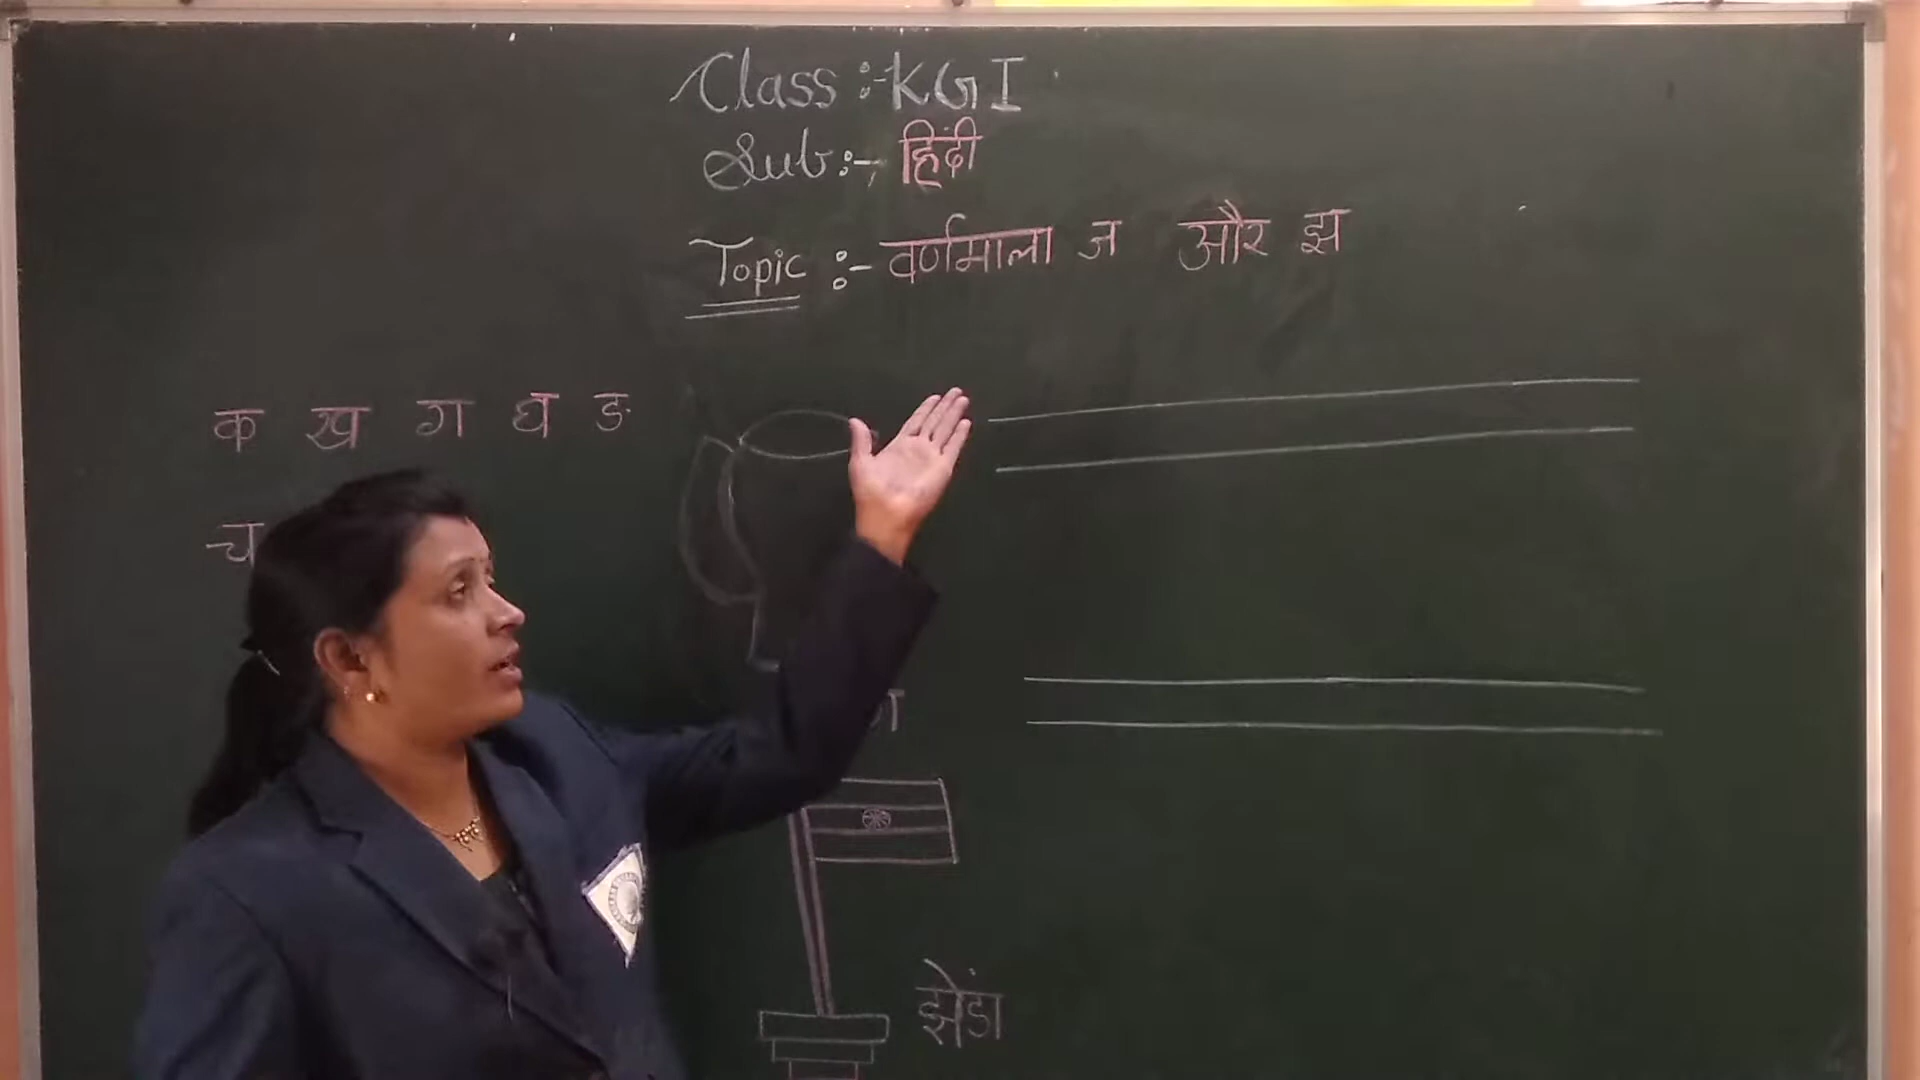 Class :- KG I
Sub :- हिंदी
Topic :- वर्णमाला ज और झ
क ख ग घ ङ
च
झेंडा